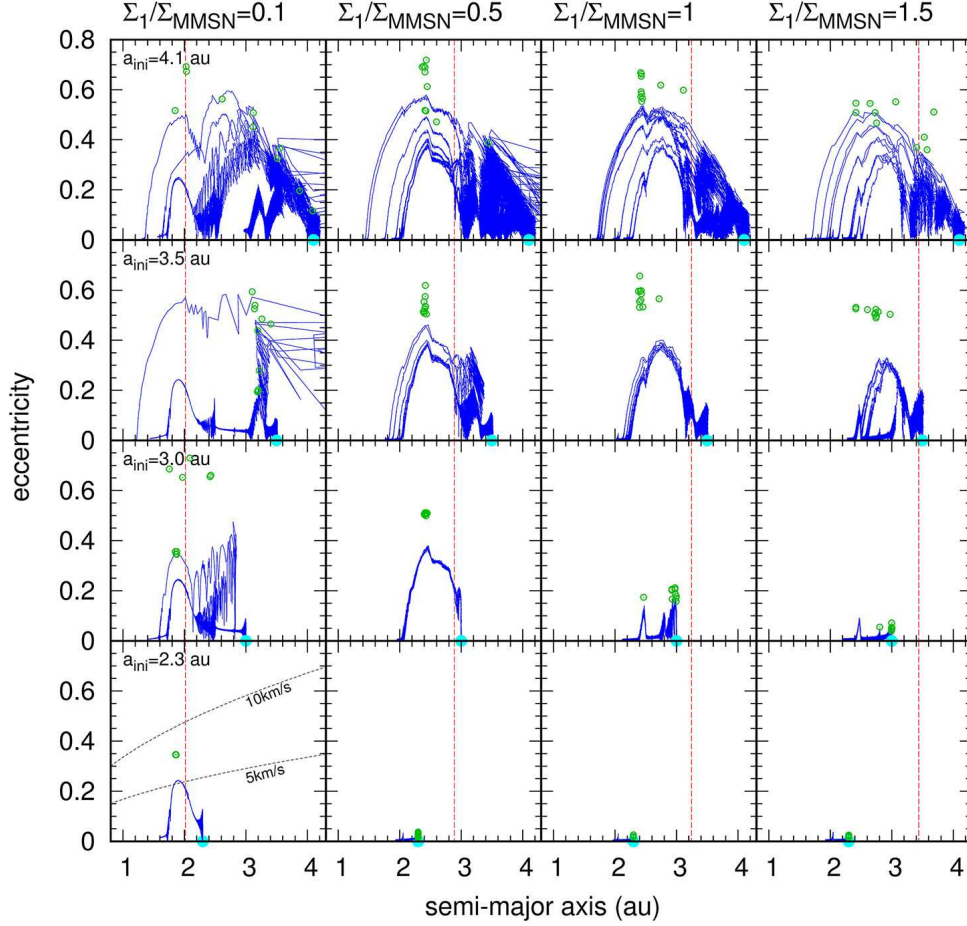 Σ1/ΣMMSN=0.1 Σ1/ΣMMSN=0.5 Σ1/ΣMMSN=1 Σ1/ΣMMSN=1.5
0.8
aini=4.1 au
0.6
0.4
0.2
0
aini=3.5 au
0.6
0.4
0.2
0
aini=3.0 au
0.6
0.4
0.2
0
aini=2.3 au
0.6
10km/s
0.4
5km/s
0.2
0
1 2 3 4 1 2 3 4 1 2 3 4 1 2 3 4
eccentricity
semi-major axis (au)